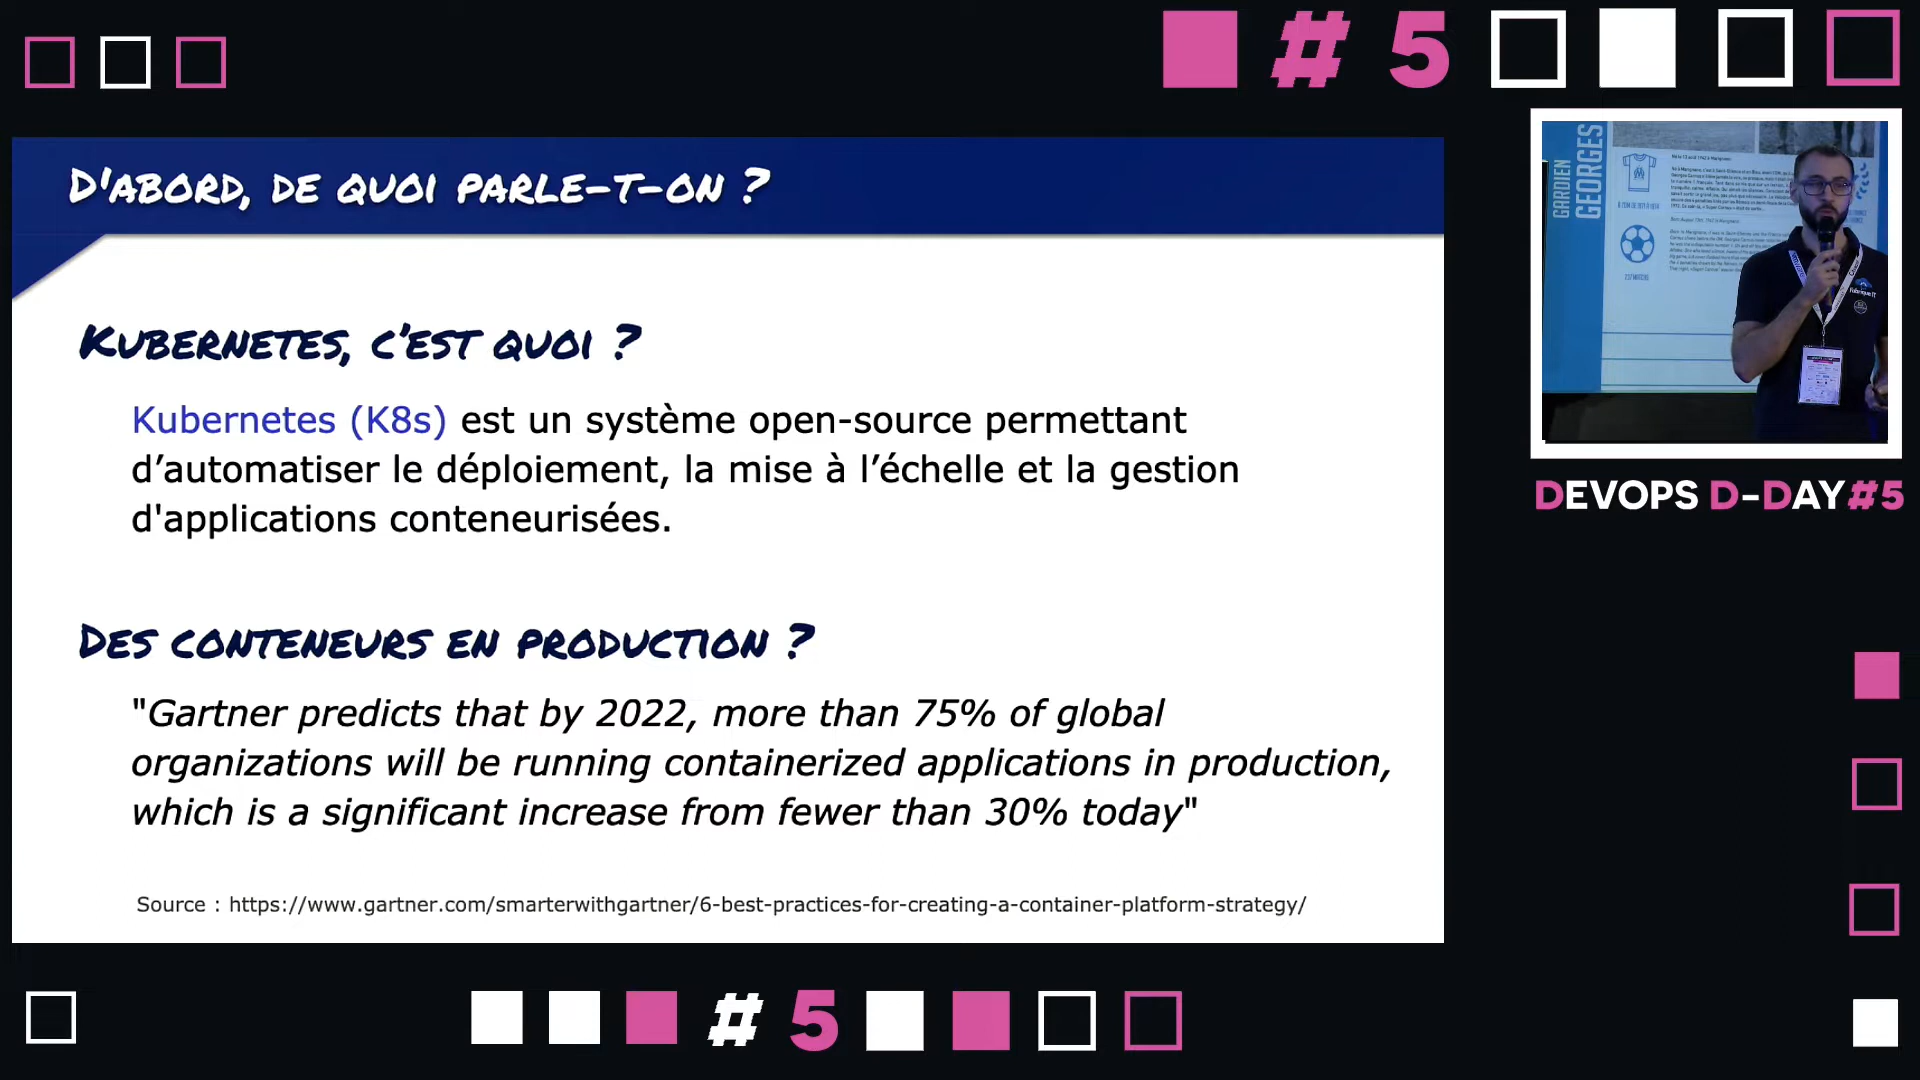 # 5
D'ABORD, DE QUOI PARLE-T-ON ?
KUBERNETES, C'EST QUOI ?
Kubernetes (K8s) est un système open-source permettant
d’automatiser le déploiement, la mise à l’échelle et la gestion
d'applications conteneurisées.
DES CONTENEURS EN PRODUCTION ?
"Gartner predicts that by 2022, more than 75% of global
organizations will be running containerized applications in production,
which is a significant increase from fewer than 30% today"
Source : https://www.gartner.com/smarterwithgartner/6-best-practices-for-creating-a-container-platform-strategy/
GARDIEN
GEORGES
Fabrique IT
DEVOPS D-DAY#5
# 5